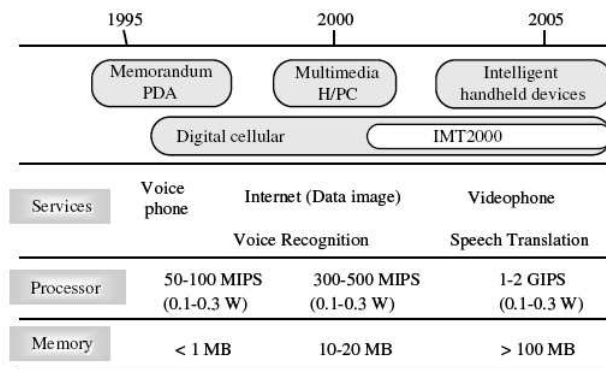 1995 2000 2005
Memorandum Multimedia Intelligent
PDA H/PC handheld devices
Digital cellular IMT2000
Services
Voice
phone
Internet (Data image) Videophone
Voice Recognition Speech Translation
Processor
50-100 MIPS 300-500 MIPS 1-2 GIPS
(0.1-0.3 W) (0.1-0.3 W) (0.1-0.3 W)
Memory < 1 MB 10-20 MB > 100 MB